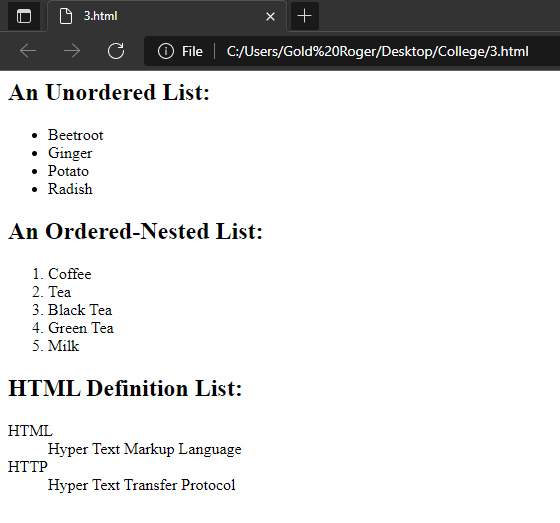 3.html
File
C:/Users/Gold%20Roger/Desktop/College/3.html
An Unordered List:
• Beetroot
• Ginger
• Potato
• Radish
An Ordered-Nested List:
1. Coffee
2. Tea
3. Black Tea
4. Green Tea
5. Milk
HTML Definition List:
HTML
Hyper Text Markup Language
HTTP
Hyper Text Transfer Protocol